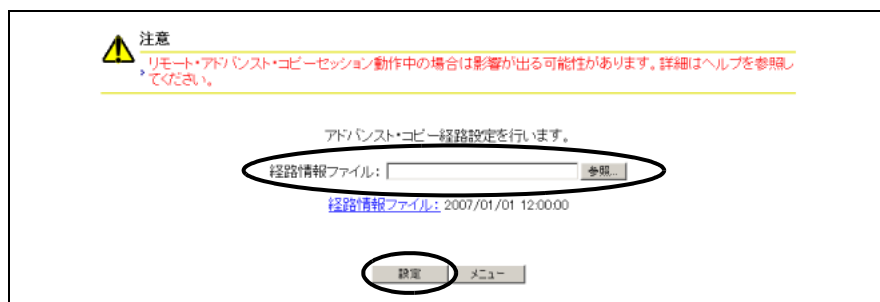 注意
リモート・アドバンスト・コピーセッション動作中の場合は影響が出る可能性があります。詳細はヘルプを参照し
てください。
アドバンスト・コピー経路設定を行います。
経路情報ファイル： 参照...
経路情報ファイル： 2007/01/01 12:00:00
設定 メニュー